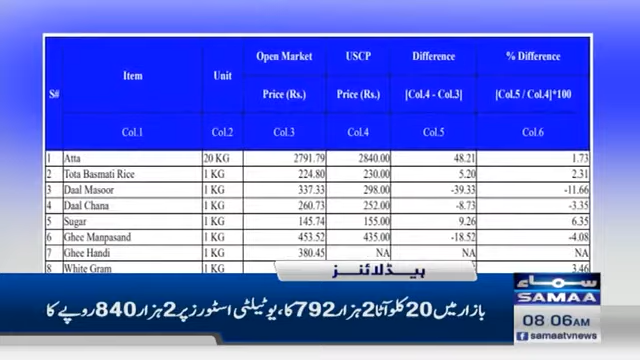 Open Market USCP Difference % Difference
Item Unit
S# Price (Rs.) Price (Rs.) [Col.4 - Col.3] [Col.5 / Col.4]*100
Col.1 Col.2 Col.3 Col.4 Col.5 Col.6
1 Atta 20 KG 2791.79 2840.00 48.21 1.73
2 Tota Basmati Rice 1 KG 224.80 230.00 5.20 2.31
3 Daal Masoor 1 KG 337.33 298.00 -39.33 -11.66
4 Daal Chana 1 KG 260.73 252.00 -8.73 -3.35
5 Sugar 1 KG 145.74 155.00 9.26 6.35
6 Ghee Manpasand 1 KG 453.52 435.00 -18.52 -4.08
7 Ghee Handi 1 KG 380.45 NA NA NA
8 White Gram 1 KG 3.46
ہیڈلائنز
بازار میں 20 کلو آٹا 2 ہزار 792 کا، یوٹیلٹی اسٹورز پر 2 ہزار 840 روپے کا
سماء
SAMAA
08:06AM
sameatvnews